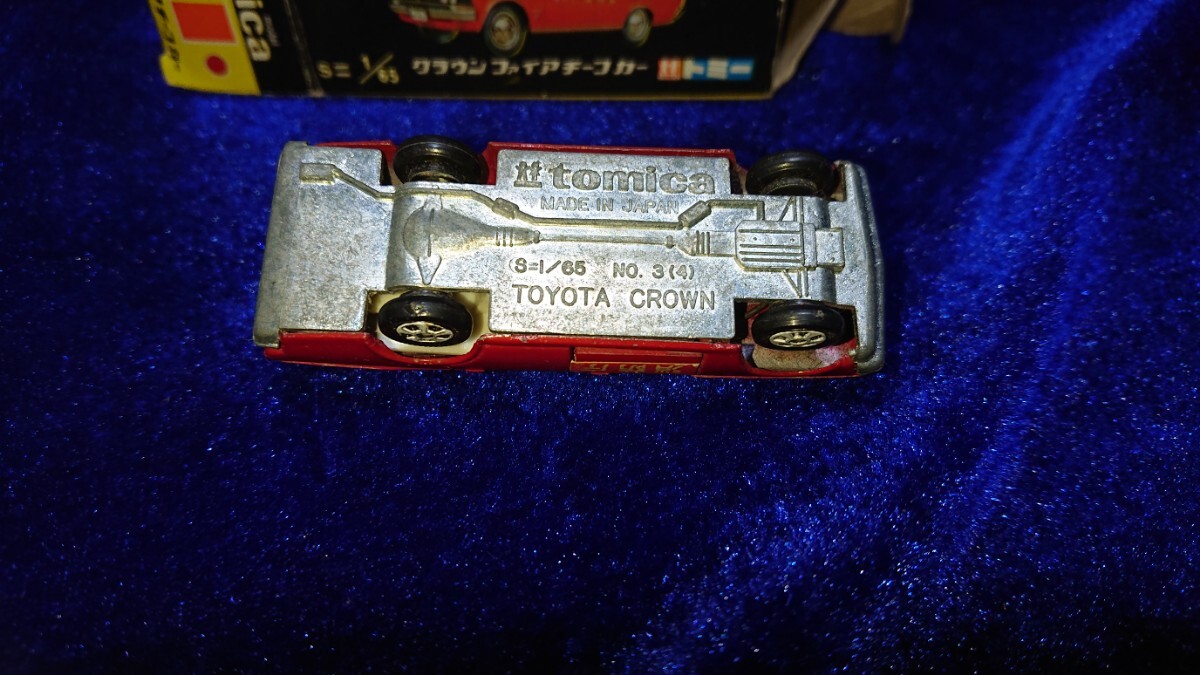 tomica
S= 1/65 クラウンファイアチーフカー トミー
tomica
MADE IN JAPAN
S=1/65 NO. 3(4)
TOYOTA CROWN